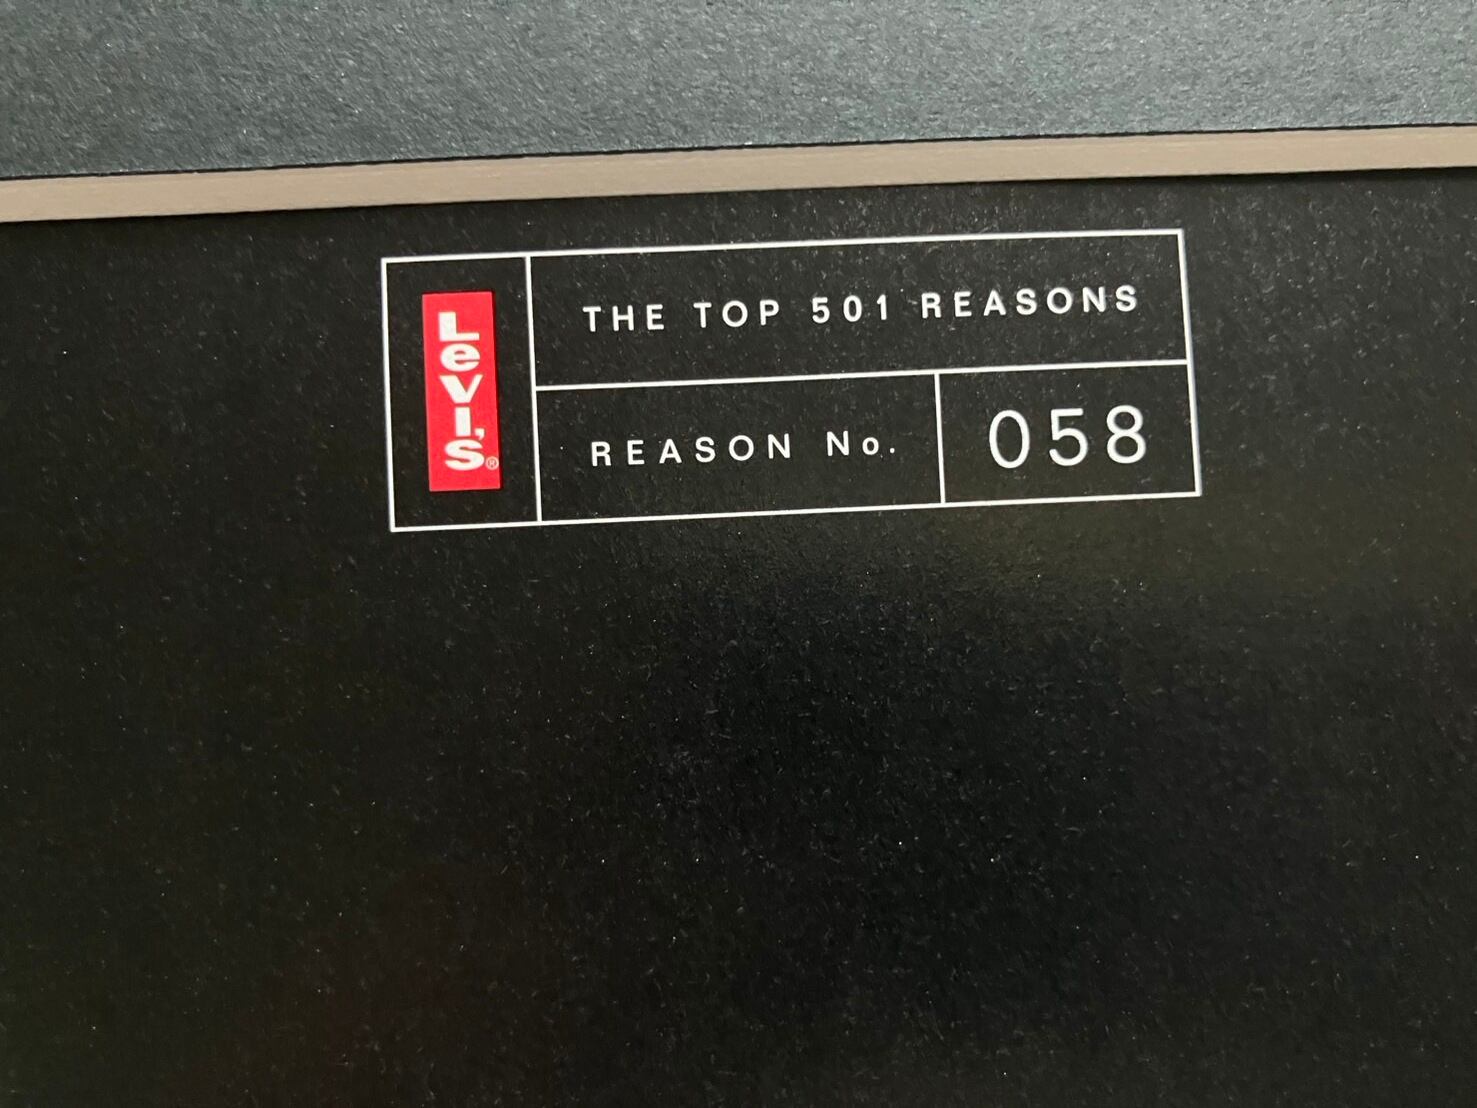 Levi's®
THE TOP 501 REASONS
REASON No. 058